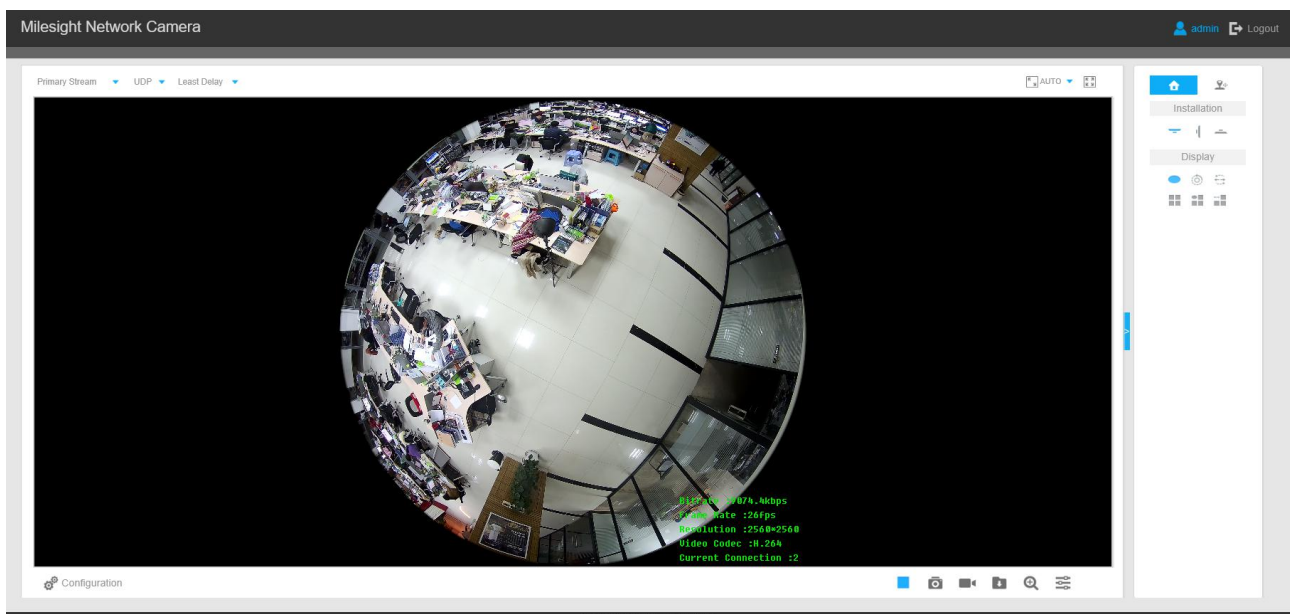 Milesight Network Camera
admin Logout
Primary Stream UDP Least Delay
AUTO
Installation
Display
Bitrate :7074.4kbps
Frame Rate :26fps
Resolution :2560*2560
Video Codec :H.264
Current Connection :2
Configuration